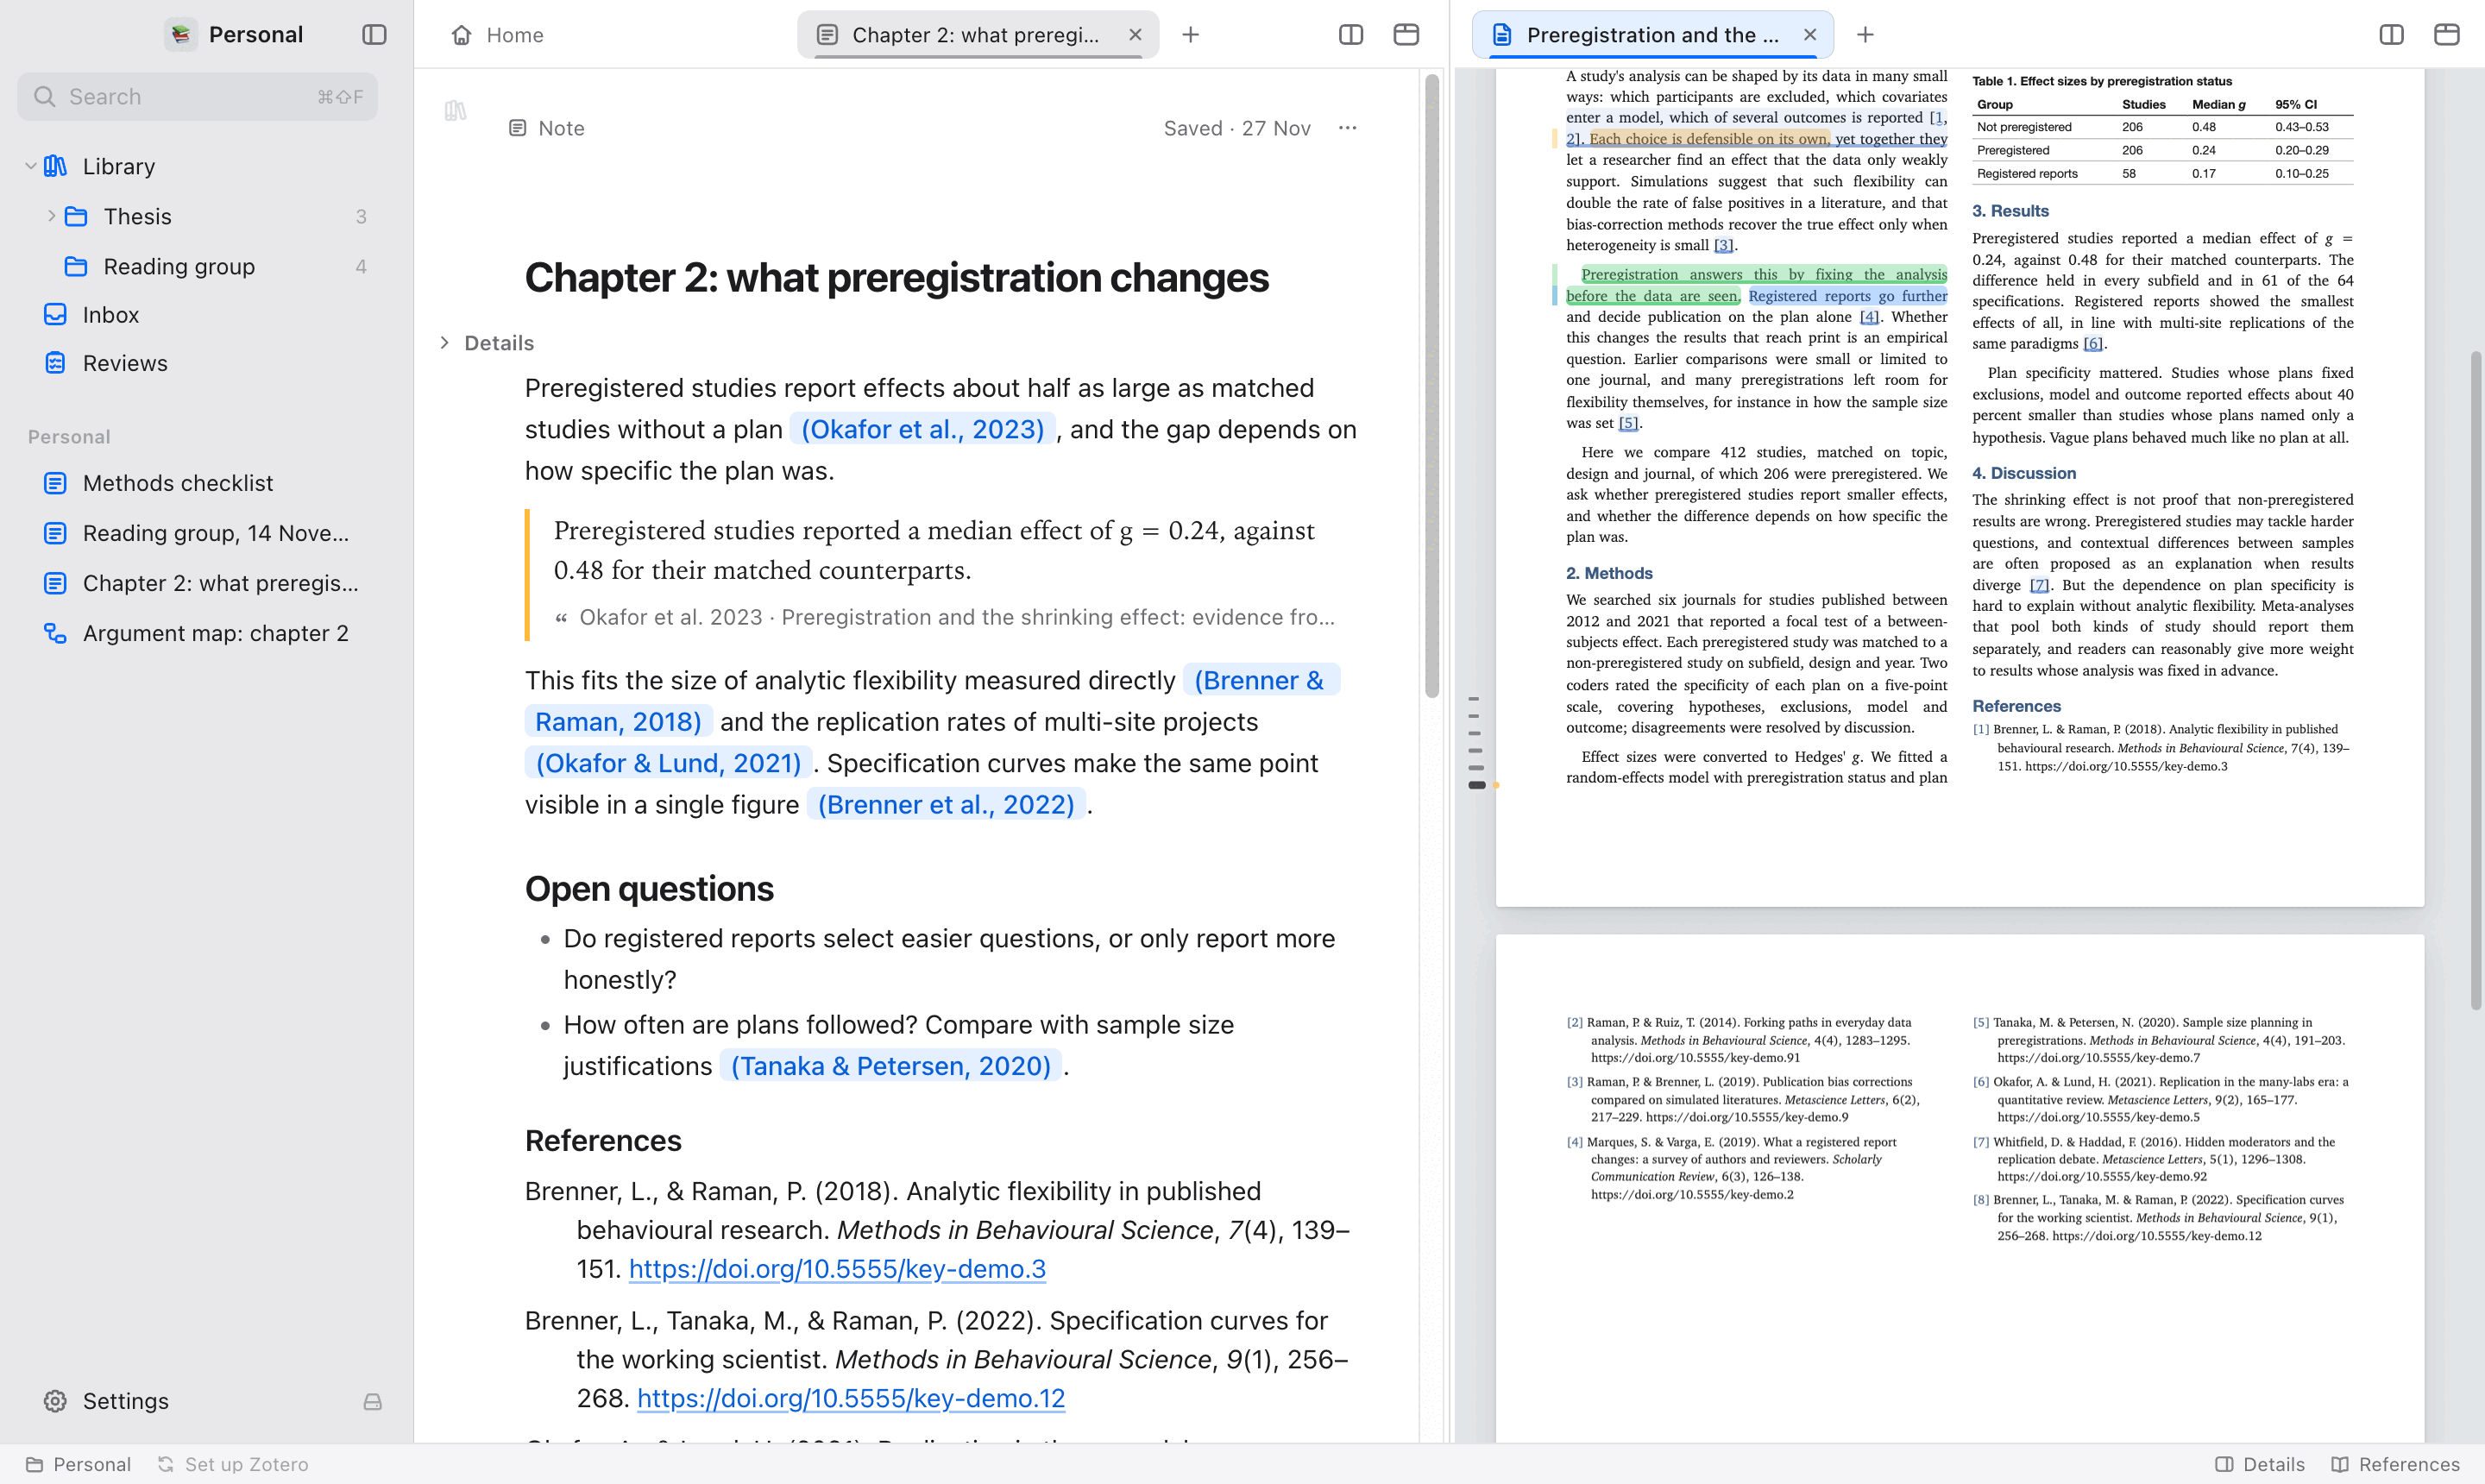 Personal
Search
⌘⇧F
Library
Thesis 3
Reading group 4
Inbox
Reviews
Personal
Methods checklist
Reading group, 14 Nove...
Chapter 2: what preregis...
Argument map: chapter 2
Settings
Home
Chapter 2: what preregi...
Note
Saved · 27 Nov
Chapter 2: what preregistration changes
Details
Preregistered studies report effects about half as large as matched
studies without a plan (Okafor et al., 2023) , and the gap depends on
how specific the plan was.
Preregistered studies reported a median effect of g = 0.24, against
0.48 for their matched counterparts.
“ Okafor et al. 2023 · Preregistration and the shrinking effect: evidence fro...
This fits the size of analytic flexibility measured directly (Brenner &
Raman, 2018) and the replication rates of multi-site projects
(Okafor & Lund, 2021) . Specification curves make the same point
visible in a single figure (Brenner et al., 2022) .
Open questions
• Do registered reports select easier questions, or only report more
honestly?
• How often are plans followed? Compare with sample size
justifications (Tanaka & Petersen, 2020) .
References
Brenner, L., & Raman, P. (2018). Analytic flexibility in published
behavioural research. Methods in Behavioural Science, 7(4), 139–
151. https://doi.org/10.5555/key-demo.3
Brenner, L., Tanaka, M., & Raman, P. (2022). Specification curves for
the working scientist. Methods in Behavioural Science, 9(1), 256–
268. https://doi.org/10.5555/key-demo.12
Preregistration and the ...
A study's analysis can be shaped by its data in many small
ways: which participants are excluded, which covariates
enter a model, which of several outcomes is reported [1,
2]. Each choice is defensible on its own, yet together they
let a researcher find an effect that the data only weakly
support. Simulations suggest that such flexibility can
double the rate of false positives in a literature, and that
bias-correction methods recover the true effect only when
heterogeneity is small [3].
Preregistration answers this by fixing the analysis
before the data are seen. Registered reports go further
and decide publication on the plan alone [4]. Whether
this changes the results that reach print is an empirical
question. Earlier comparisons were small or limited to
one journal, and many preregistrations left room for
flexibility themselves, for instance in how the sample size
was set [5].
Here we compare 412 studies, matched on topic,
design and journal, of which 206 were preregistered. We
ask whether preregistered studies report smaller effects,
and whether the difference depends on how specific the
plan was.
2. Methods
We searched six journals for studies published between
2012 and 2021 that reported a focal test of a between-
subjects effect. Each preregistered study was matched to a
non-preregistered study on subfield, design and year. Two
coders rated the specificity of each plan on a five-point
scale, covering hypotheses, exclusions, model and
outcome; disagreements were resolved by discussion.
Effect sizes were converted to Hedges' g. We fitted a
random-effects model with preregistration status and plan
Table 1. Effect sizes by preregistration status
Group Studies Median g 95% CI
Not preregistered 206 0.48 0.43–0.53
Preregistered 206 0.24 0.20–0.29
Registered reports 58 0.17 0.10–0.25
3. Results
Preregistered studies reported a median effect of g =
0.24, against 0.48 for their matched counterparts. The
difference held in every subfield and in 61 of the 64
specifications. Registered reports showed the smallest
effects of all, in line with multi-site replications of the
same paradigms [6].
Plan specificity mattered. Studies whose plans fixed
exclusions, model and outcome reported effects about 40
percent smaller than studies whose plans named only a
hypothesis. Vague plans behaved much like no plan at all.
4. Discussion
The shrinking effect is not proof that non-preregistered
results are wrong. Preregistered studies may tackle harder
questions, and contextual differences between samples
are often proposed as an explanation when results
diverge [7]. But the dependence on plan specificity is
hard to explain without analytic flexibility. Meta-analyses
that pool both kinds of study should report them
separately, and readers can reasonably give more weight
to results whose analysis was fixed in advance.
References
[1] Brenner, L. & Raman, P. (2018). Analytic flexibility in published
behavioural research. Methods in Behavioural Science, 7(4), 139–
151. https://doi.org/10.5555/key-demo.3
[2] Raman, P. & Ruiz, T. (2014). Forking paths in everyday data
analysis. Methods in Behavioural Science, 4(4), 1283–1295.
https://doi.org/10.5555/key-demo.91
[3] Raman, P. & Brenner, L. (2019). Publication bias corrections
compared on simulated literatures. Metascience Letters, 6(2),
217–229. https://doi.org/10.5555/key-demo.9
[4] Marques, S. & Varga, E. (2019). What a registered report
changes: a survey of authors and reviewers. Scholarly
Communication Review, 6(3), 126–138.
https://doi.org/10.5555/key-demo.2
[5] Tanaka, M. & Petersen, N. (2020). Sample size planning in
preregistrations. Methods in Behavioural Science, 4(4), 191–203.
https://doi.org/10.5555/key-demo.7
[6] Okafor, A. & Lund, H. (2021). Replication in the many-labs era: a
quantitative review. Metascience Letters, 9(2), 165–177.
https://doi.org/10.5555/key-demo.5
[7] Whitfield, D. & Haddad, F. (2016). Hidden moderators and the
replication debate. Metascience Letters, 5(1), 1296–1308.
https://doi.org/10.5555/key-demo.92
[8] Brenner, L., Tanaka, M. & Raman, P. (2022). Specification curves
for the working scientist. Methods in Behavioural Science, 9(1),
256–268. https://doi.org/10.5555/key-demo.12
Personal
Set up Zotero
Details
References